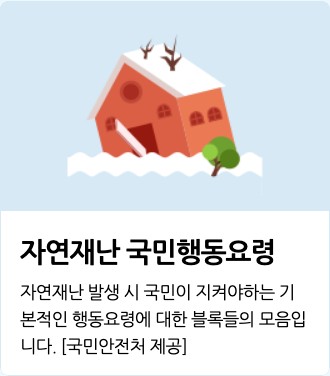 자연재난 국민행동요령
자연재난 발생 시 국민이 지켜야하는 기
본적인 행동요령에 대한 블록들의 모음입
니다. [국민안전처 제공]